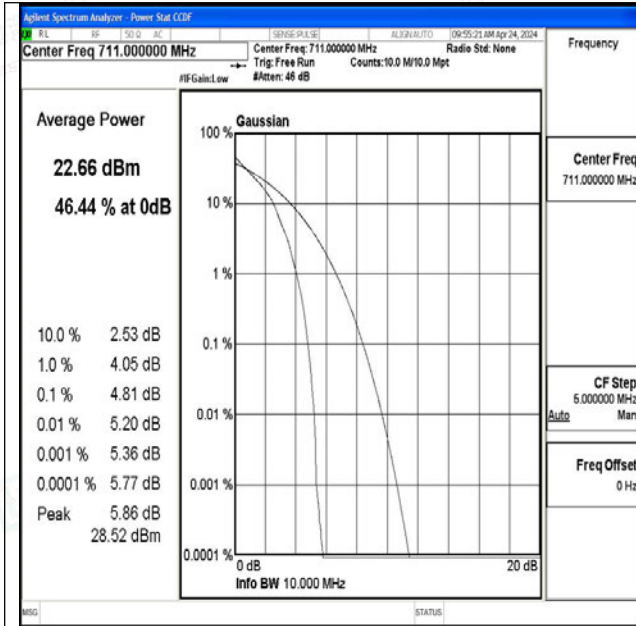 Agilent Spectrum Analyzer - Power Stat CCDF
RL RF 50 Ω AC SENSE:PULSE ALIGN AUTO 09:55:21 AM Apr 24, 2024
Center Freq 711.000000 MHz
Center Freq: 711.000000 MHz Radio Std: None
Trig: Free Run Counts:10.0 M/10.0 Mpt
#IFGain:Low #Atten: 46 dB
Frequency
Average Power
22.66 dBm
46.44 % at 0dB
10.0 % 2.53 dB
1.0 % 4.05 dB
0.1 % 4.81 dB
0.01 % 5.20 dB
0.001 % 5.36 dB
0.0001 % 5.77 dB
Peak 5.86 dB
28.52 dBm
Gaussian
100 %
10 %
1 %
0.1 %
0.01 %
0.001 %
0.0001 %
0 dB 20 dB
Info BW 10.000 MHz
Center Freq
711.000000 MHz
CF Step
5.000000 MHz
Auto Man
Freq Offset
0 Hz
MSG STATUS